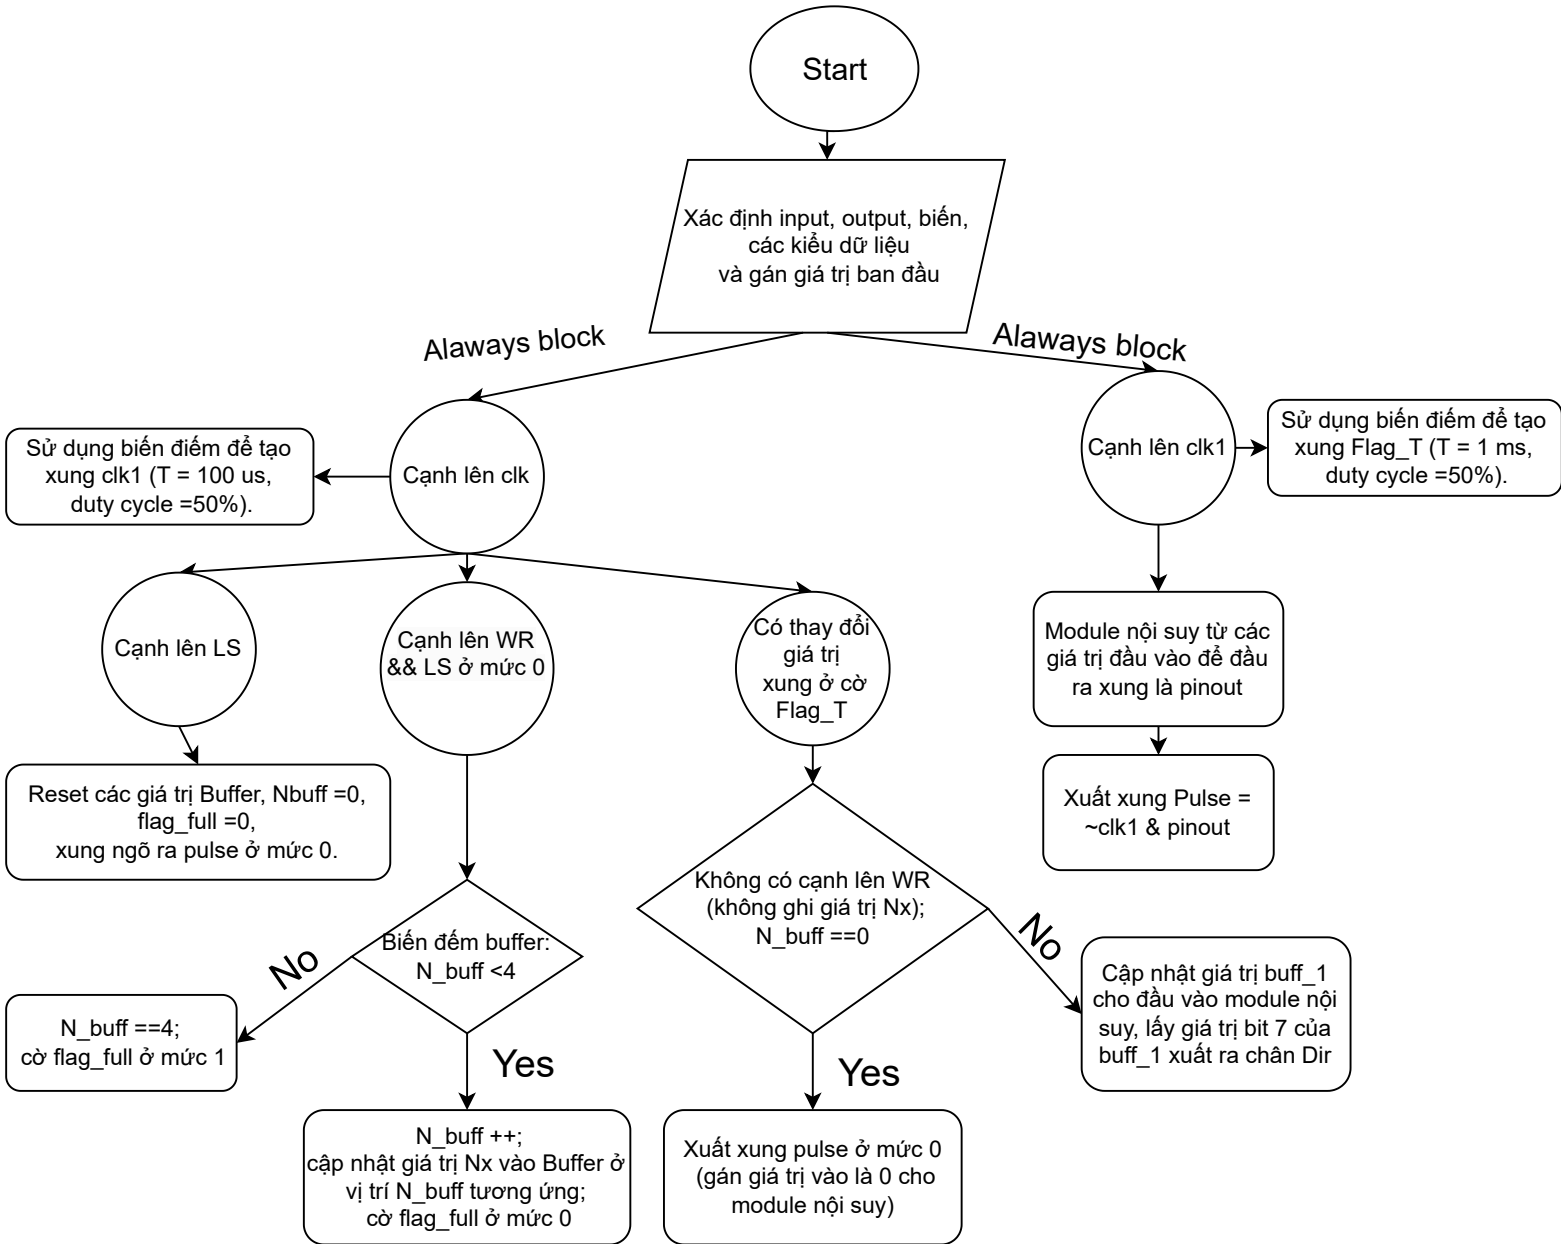 Start
Xác định input, output, biến,
các kiểu dữ liệu
và gán giá trị ban đầu
Alaways block
Alaways block
Sử dụng biến điếm để tạo
xung clk1 (T = 100 us,
duty cycle =50%).
Cạnh lên clk
Cạnh lên clk1
Sử dụng biến điếm để tạo
xung Flag_T (T = 1 ms,
duty cycle =50%).
Cạnh lên LS
Cạnh lên WR
&& LS ở mức 0
Có thay đổi
giá trị
xung ở cờ
Flag_T
Module nội suy từ các
giá trị đầu vào để đầu
ra xung là pinout
Reset các giá trị Buffer, Nbuff =0,
flag_full =0,
xung ngõ ra pulse ở mức 0.
Xuất xung Pulse =
~clk1 & pinout
Không có cạnh lên WR
(không ghi giá trị Nx);
N_buff ==0
No
Biến đếm buffer:
N_buff <4
No
N_buff ==4;
cờ flag_full ở mức 1
Cập nhật giá trị buff_1
cho đầu vào module nội
suy, lấy giá trị bit 7 của
buff_1 xuất ra chân Dir
Yes
Yes
N_buff ++;
cập nhật giá trị Nx vào Buffer ở
vị trí N_buff tương ứng;
cờ flag_full ở mức 0
Xuất xung pulse ở mức 0
(gán giá trị vào là 0 cho
module nội suy)